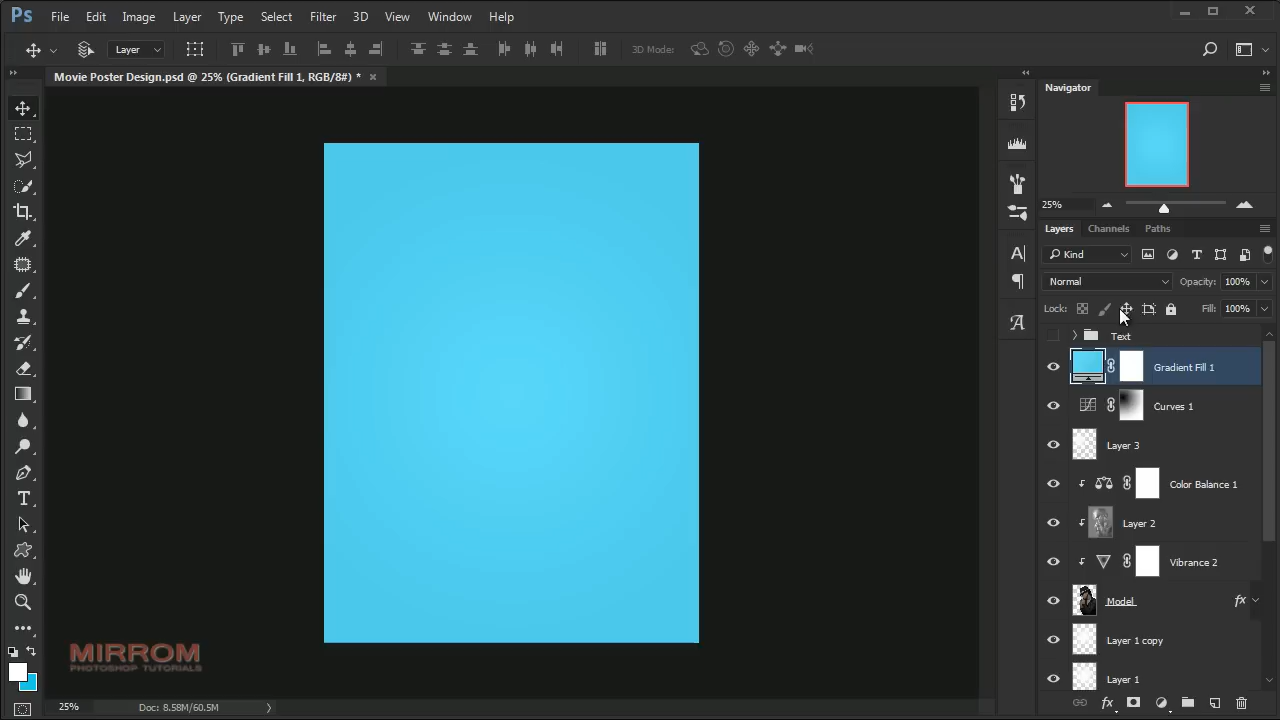 Ps File Edit Image Layer Type Select Filter 3D View Window Help
Layer 3D Mode:
Movie Poster Design.psd @ 25% (Gradient Fill 1, RGB/8#) *
Navigator
25%
Layers Channels Paths
Kind
Normal Opacity: 100%
Lock: Fill: 100%
Text
Gradient Fill 1
Curves 1
Layer 3
Color Balance 1
Layer 2
Vibrance 2
Model fx
Layer 1 copy
Layer 1
MIRROM
PHOTOSHOP TUTORIALS
25% Doc: 8.58M/60.5M
fx